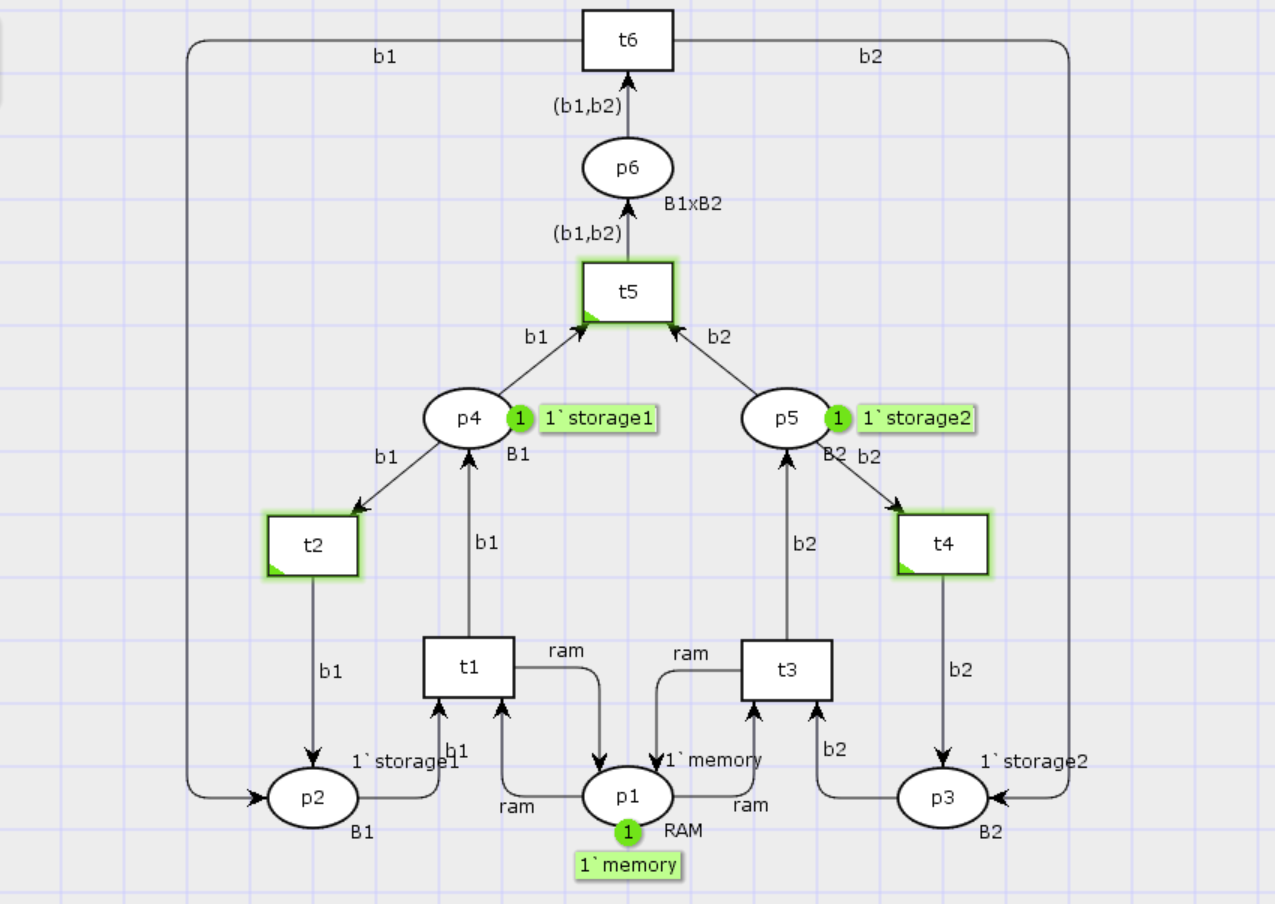 t6
b1
b2
(b1,b2)
p6
B1xB2
(b1,b2)
t5
b1
b2
p4
1
1`storage1
p5
1
1`storage2
B1
B2
b1
b2
t2
t4
b1
b2
ram
ram
t1
t3
b1
b2
b1
b2
1`storage1
1`memory
1`storage2
p2
p1
p3
ram
ram
B1
1
RAM
B2
1`memory